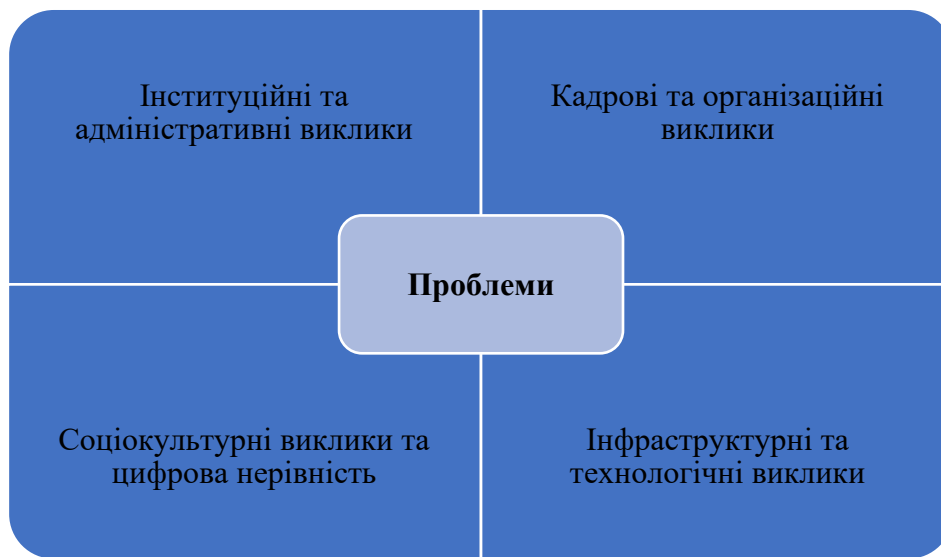 Інституційні та
адміністративні виклики
Кадрові та організаційні
виклики
Проблеми
Соціокультурні виклики та
цифрова нерівність
Інфраструктурні та
технологічні виклики